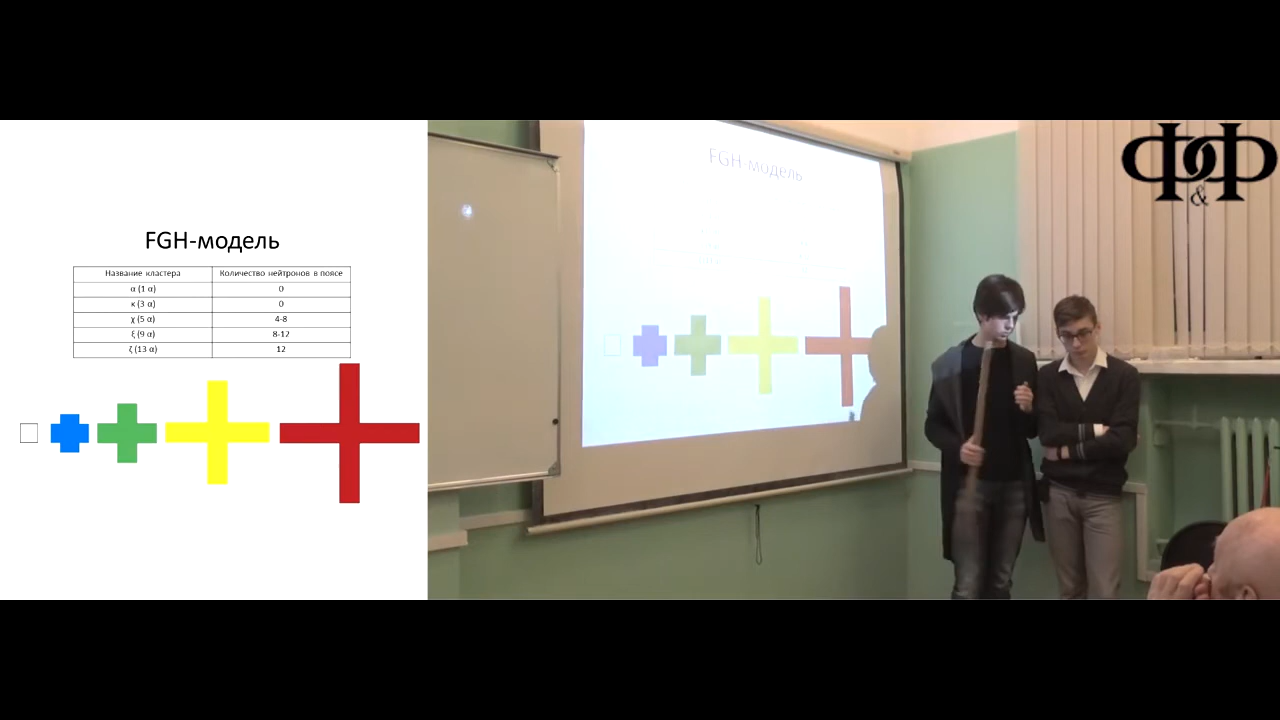 FGH-модель
Название кластера Количество нейтронов в поясе
α (1 α) 0
κ (3 α) 0
χ (5 α) 4-8
ξ (9 α) 8-12
ζ (13 α) 12
FGH-модель
Ф&Ф